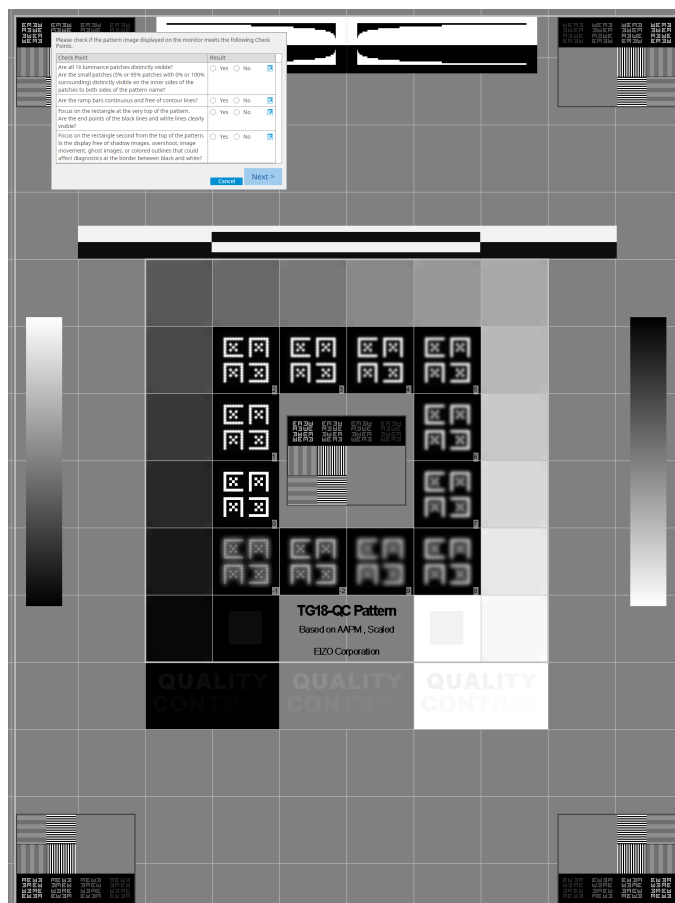 Please check if the pattern image displayed on the monitor meets the following Check
Points.
Check Point Result
Are all 16 luminance patches distinctly visible?
Are the small patches (5% or 95% patches with 0% or 100%
surrounding) distinctly visible on the inner sides of the
patches to both sides of the pattern name?
Yes No
Are the ramp bars continuous and free of contour lines? Yes No
Focus on the rectangle at the very top of the pattern.
Are the end points of the black lines and white lines clearly
visible?
Yes No
Focus on the rectangle second from the top of the pattern.
Is the display free of shadow images, overshoot, image
movement, ghost images, or colored outlines that could
affect diagnostics at the border between black and white?
Yes No
Cancel Next >
TG18-QC Pattern
Based on AAPM , Scaled
EIZO Corporation
QUALITY QUALITY QUALITY
CONTROL CONTROL CONTROL